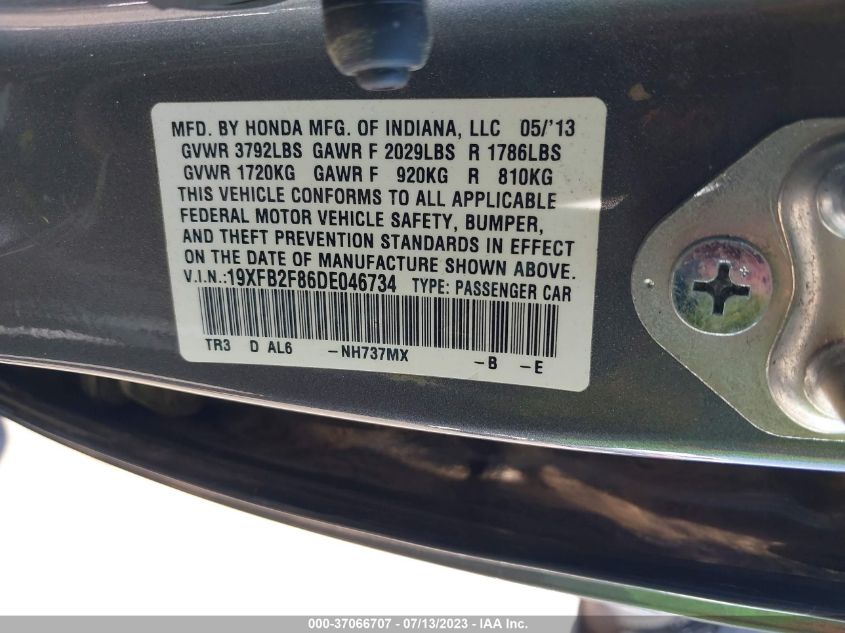 MFD. BY HONDA MFG. OF INDIANA, LLC 05/'13
GVWR 3792LBS GAWR F 2029LBS R 1786LBS
GVWR 1720KG GAWR F 920KG R 810KG
THIS VEHICLE CONFORMS TO ALL APPLICABLE
FEDERAL MOTOR VEHICLE SAFETY, BUMPER,
AND THEFT PREVENTION STANDARDS IN EFFECT
ON THE DATE OF MANUFACTURE SHOWN ABOVE.
V.I.N.:19XFB2F86DE046734 TYPE: PASSENGER CAR
TR3 D AL6 -NH737MX -B -E
000-37066707 - 07/13/2023 - IAA Inc.